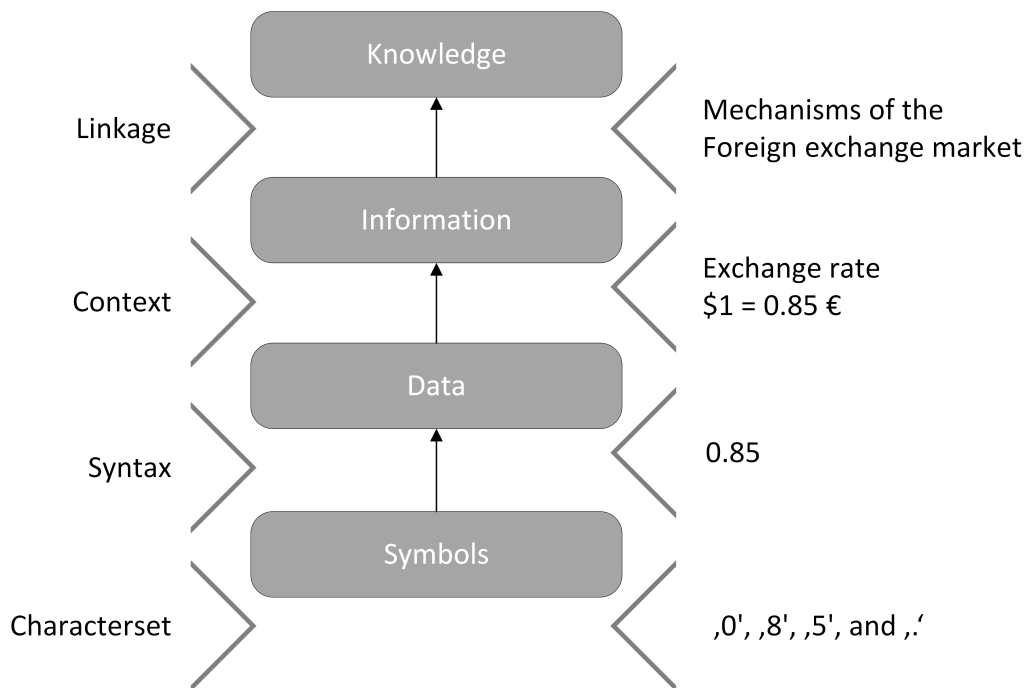 Knowledge
Linkage
Mechanisms of the
Foreign exchange market
Information
Context
Exchange rate
$1 = 0.85 €
Data
Syntax
0.85
Symbols
Characterset
‚0', ‚8', ‚5', and ‚.‘